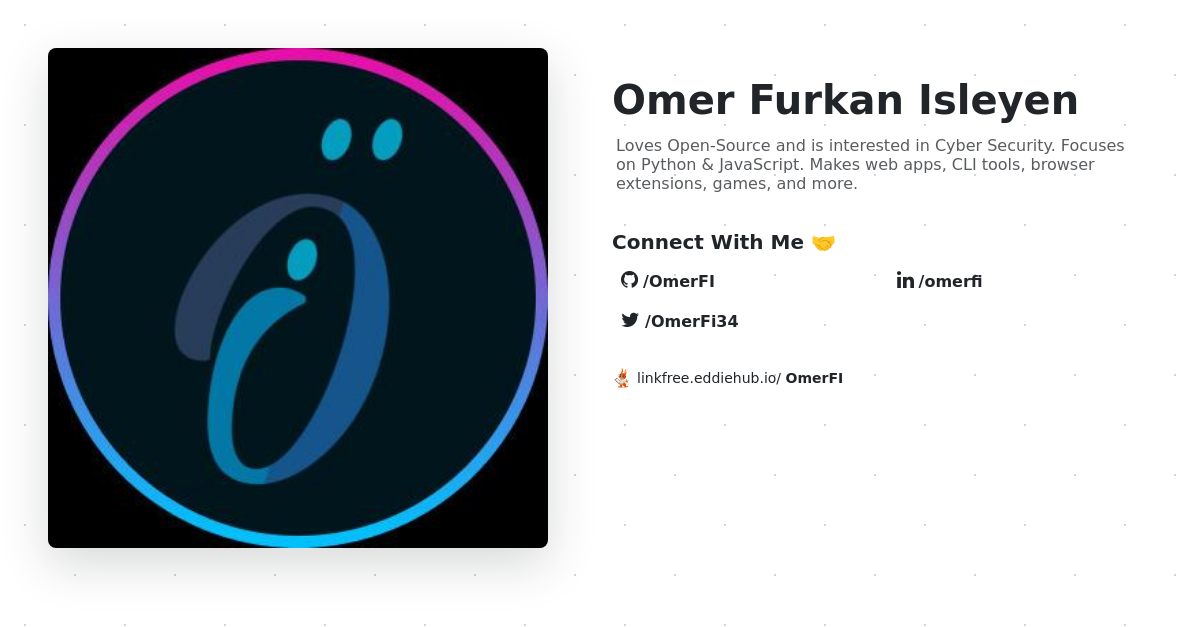 Omer Furkan Isleyen
Loves Open-Source and is interested in Cyber Security. Focuses
on Python & JavaScript. Makes web apps, CLI tools, browser
extensions, games, and more.
Connect With Me 🤝
/OmerFI
/omerfi
/OmerFi34
linkfree.eddiehub.io/ OmerFI